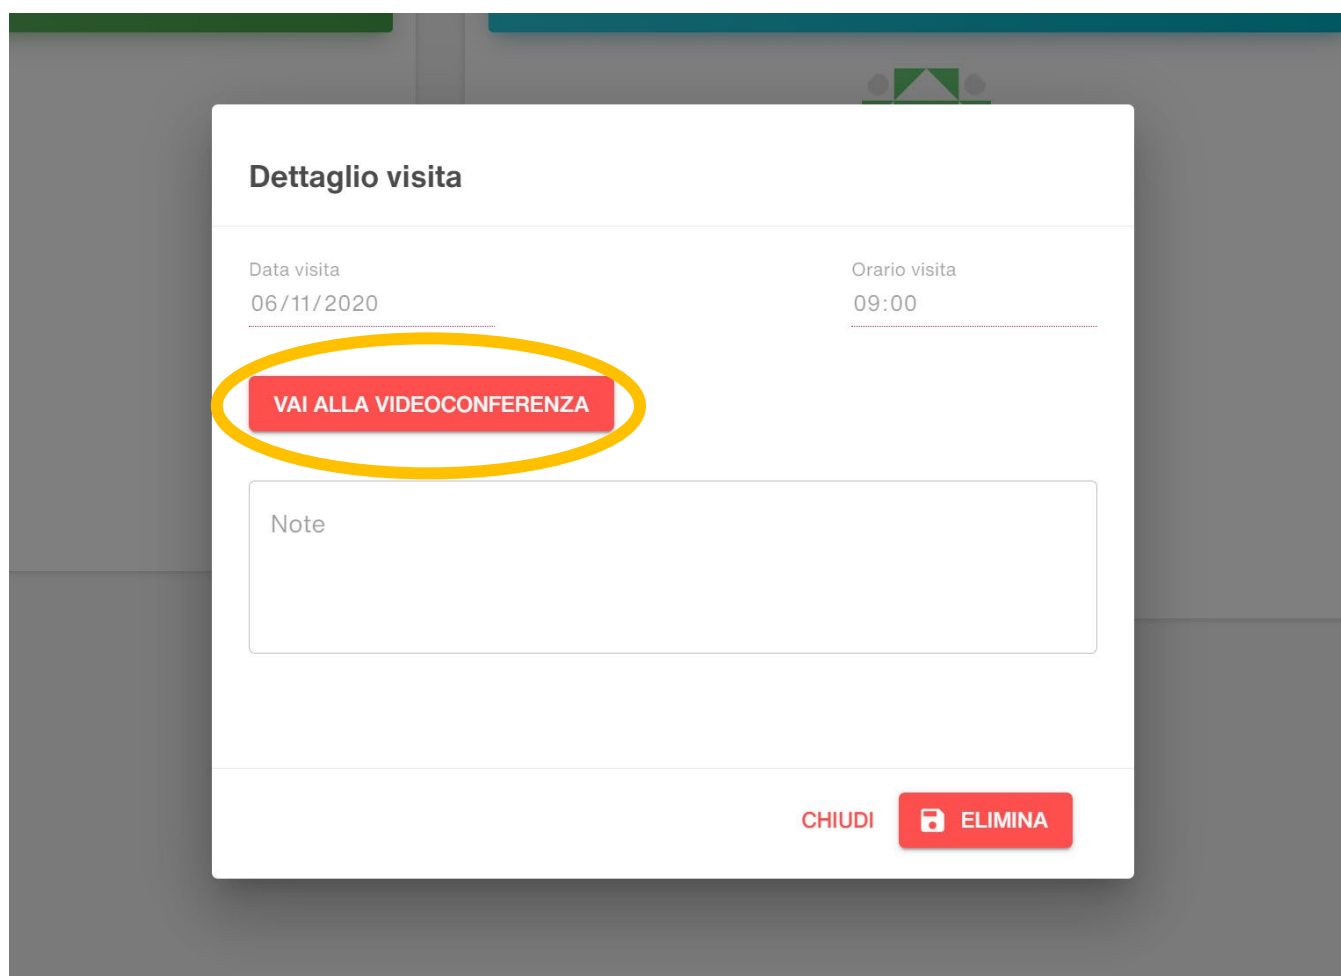 Dettaglio visita
Data visita
Orario visita
06/11/2020
09:00
VAI ALLA VIDEOCONFERENZA
Note
CHIUDI
ELIMINA